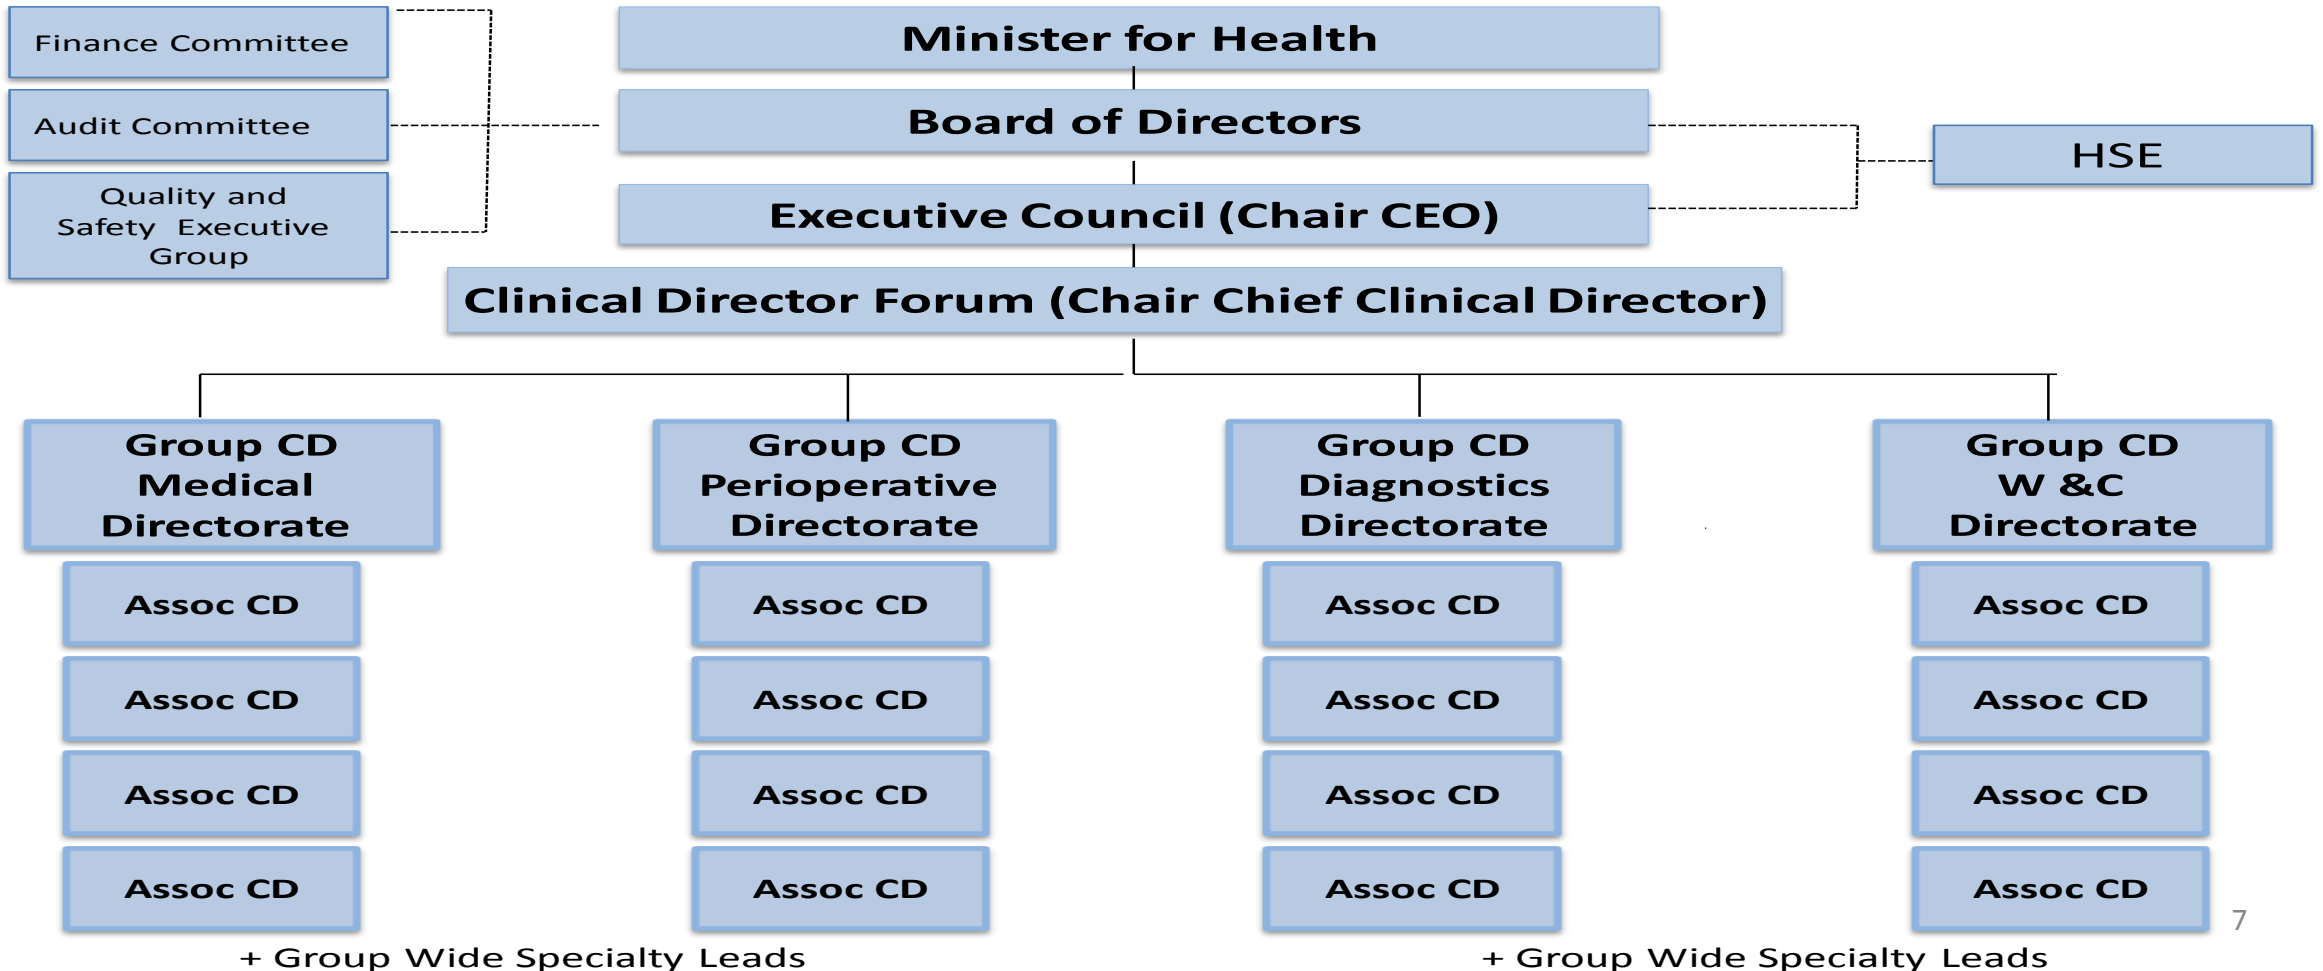 Finance Committee
Audit Committee
Quality and
Safety Executive
Group
Minister for Health
Board of Directors
Executive Council (Chair CEO)
Clinical Director Forum (Chair Chief Clinical Director)
HSE
Group CD
Medical
Directorate
Assoc CD
Assoc CD
Assoc CD
Assoc CD
Group CD
Perioperative
Directorate
Assoc CD
Assoc CD
Assoc CD
Assoc CD
Group CD
Diagnostics
Directorate
Assoc CD
Assoc CD
Assoc CD
Assoc CD
Group CD
W &C
Directorate
Assoc CD
Assoc CD
Assoc CD
Assoc CD
7
+ Group Wide Specialty Leads
+ Group Wide Specialty Leads